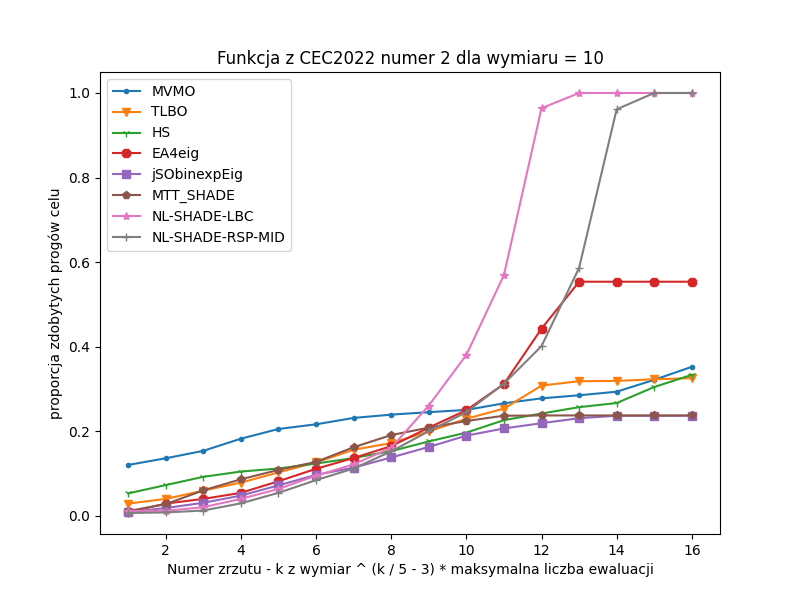 Funkcja z CEC2022 numer 2 dla wymiaru = 10
MVMO
TLBO
HS
EA4eig
jSObinexpEig
MTT_SHADE
NL-SHADE-LBC
NL-SHADE-RSP-MID
proporcja zdobytych progów celu
1.0
0.8
0.6
0.4
0.2
0.0
2 4 6 8 10 12 14 16
Numer zrzutu - k z wymiar ^ (k / 5 - 3) * maksymalna liczba ewaluacji